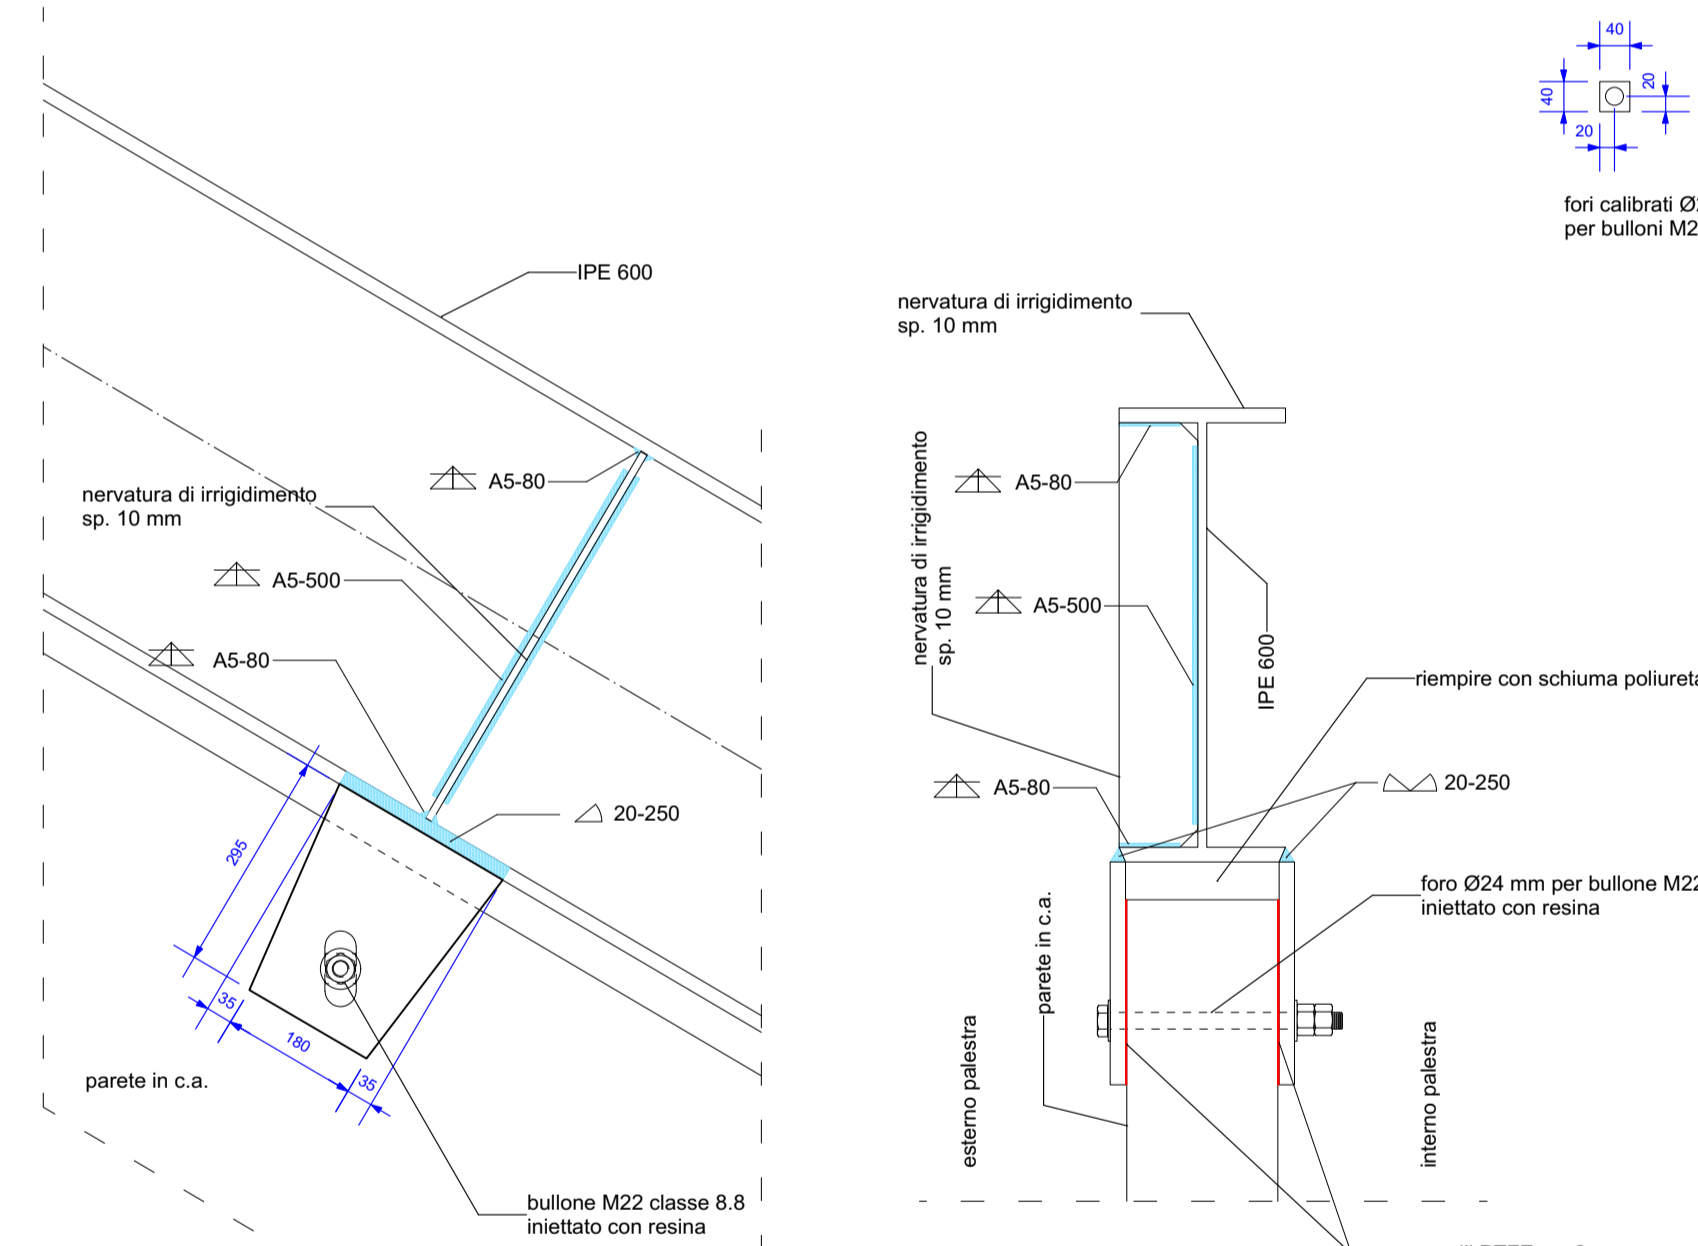 IPE 600
nervatura di irrigidimento
sp. 10 mm
A5-80
A5-500
A5-80
20-250
295
35
180
35
parete in c.a.
bullone M22 classe 8.8
iniettato con resina
nervatura di irrigidimento
sp. 10 mm
nervatura di irrigidimento
sp. 10 mm
A5-80
A5-500
A5-80
IPE 600
20-250
riempire con schiuma
foro Ø24 mm per bullone M22
iniettato con resina
parete in c.a.
esterno palestra
interno palestra
40
40
20
20
fori calibrati
per bulloni